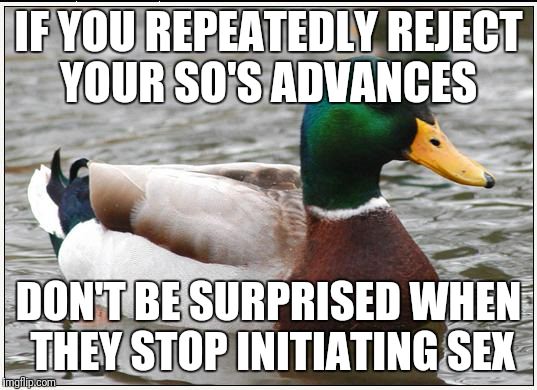 IF YOU REPEATEDLY REJECT
YOUR SO'S ADVANCES
DON'T BE SURPRISED WHEN
THEY STOP INITIATING SEX
imgflip.com